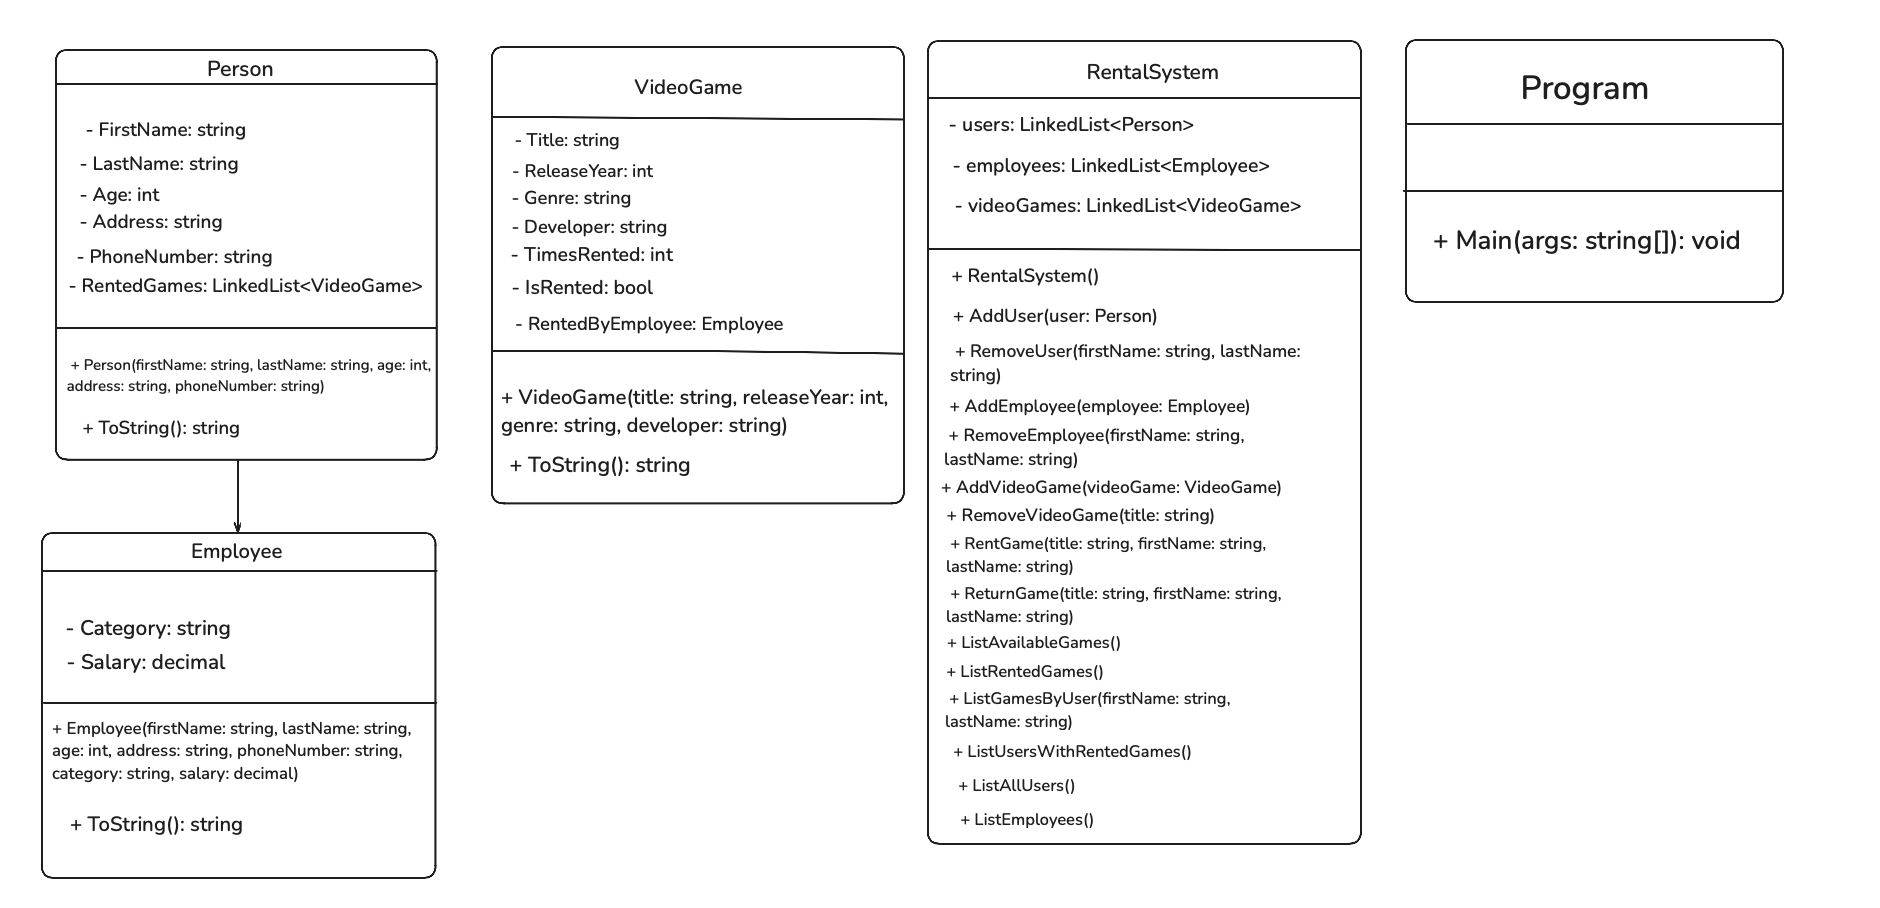 Person
- FirstName: string
- LastName: string
- Age: int
- Address: string
- PhoneNumber: string
- RentedGames: LinkedList<VideoGame>
+ Person(firstName: string, lastName: string, age: int,
address: string, phoneNumber: string)
+ ToString(): string
Employee
- Category: string
- Salary: decimal
+ Employee(firstName: string, lastName: string,
age: int, address: string, phoneNumber: string,
category: string, salary: decimal)
+ ToString(): string
VideoGame
- Title: string
- ReleaseYear: int
- Genre: string
- Developer: string
- TimesRented: int
- IsRented: bool
- RentedByEmployee: Employee
+ VideoGame(title: string, releaseYear: int,
genre: string, developer: string)
+ ToString(): string
RentalSystem
- users: LinkedList<Person>
- employees: LinkedList<Employee>
- videoGames: LinkedList<VideoGame>
+ RentalSystem()
+ AddUser(user: Person)
+ RemoveUser(firstName: string, lastName:
string)
+ AddEmployee(employee: Employee)
+ RemoveEmployee(firstName: string,
lastName: string)
+ AddVideoGame(videoGame: VideoGame)
+ RemoveVideoGame(title: string)
+ RentGame(title: string, firstName: string,
lastName: string)
+ ReturnGame(title: string, firstName: string,
lastName: string)
+ ListAvailableGames()
+ ListRentedGames()
+ ListGamesByUser(firstName: string,
lastName: string)
+ ListUsersWithRentedGames()
+ ListAllUsers()
+ ListEmployees()
Program
+ Main(args: string[]): void